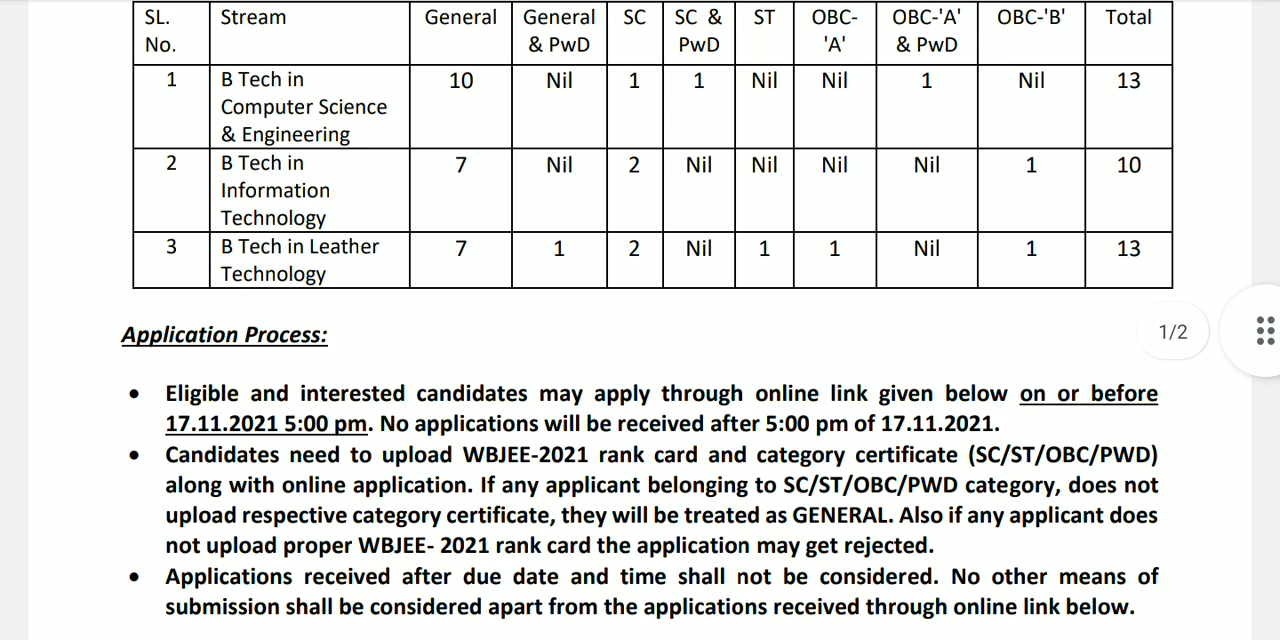 SL. No. Stream General General & PwD SC SC & PwD ST OBC-'A' OBC-'A' & PwD OBC-'B' Total
1 B Tech in Computer Science & Engineering 10 Nil 1 1 Nil Nil 1 Nil 13
2 B Tech in Information Technology 7 Nil 2 Nil Nil Nil Nil 1 10
3 B Tech in Leather Technology 7 1 2 Nil 1 1 Nil 1 13
Application Process:
1/2
• Eligible and interested candidates may apply through online link given below on or before
17.11.2021 5:00 pm. No applications will be received after 5:00 pm of 17.11.2021.
• Candidates need to upload WBJEE-2021 rank card and category certificate (SC/ST/OBC/PWD)
along with online application. If any applicant belonging to SC/ST/OBC/PWD category, does not
upload respective category certificate, they will be treated as GENERAL. Also if any applicant does
not upload proper WBJEE- 2021 rank card the application may get rejected.
• Applications received after due date and time shall not be considered. No other means of
submission shall be considered apart from the applications received through online link below.